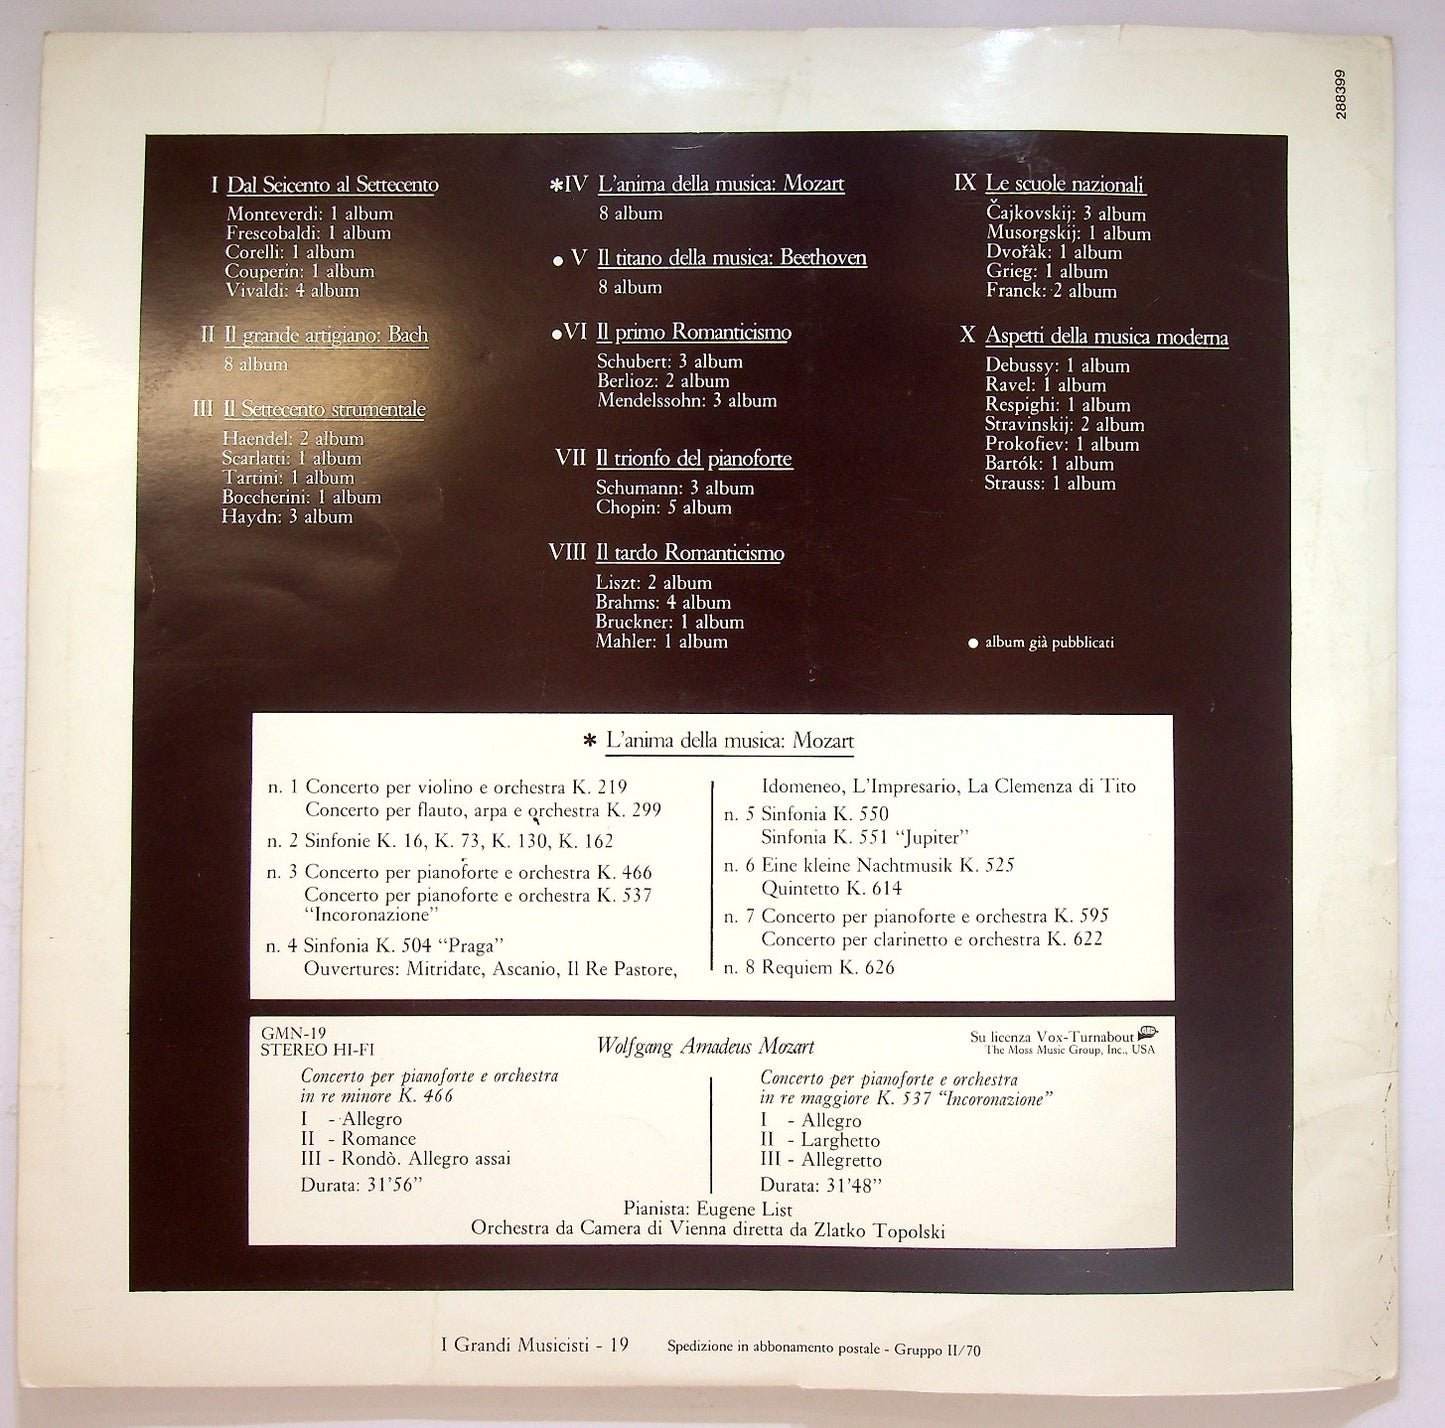 288399
I Dal Seicento al Settecento
Monteverdi: 1 album
Frescobaldi: 1 album
Corelli: 1 album
Couperin: 1 album
Vivaldi: 4 album
II Il grande artigiano: Bach
8 album
III Il Settecento strumentale
Haendel: 2 album
Scarlatti: 1 album
Tartini: 1 album
Boccherini: 1 album
Haydn: 3 album
*IV L'anima della musica: Mozart
8 album
● V Il titano della musica: Beethoven
8 album
●VI Il primo Romanticismo
Schubert: 3 album
Berlioz: 2 album
Mendelssohn: 3 album
VII Il trionfo del pianoforte
Schumann: 3 album
Chopin: 5 album
VIII Il tardo Romanticismo
Liszt: 2 album
Brahms: 4 album
Bruckner: 1 album
Mahler: 1 album
IX Le scuole nazionali
Čajkovskij: 3 album
Musorgskij: 1 album
Dvořàk: 1 album
Grieg: 1 album
Franck: 2 album
X Aspetti della musica moderna
Debussy: 1 album
Ravel: 1 album
Respighi: 1 album
Stravinskij: 2 album
Prokofiev: 1 album
Bartók: 1 album
Strauss: 1 album
● album già pubblicati
* L'anima della musica: Mozart
n. 1 Concerto per violino e orchestra K. 219
Concerto per flauto, arpa e orchestra K. 299
n. 2 Sinfonie K. 16, K. 73, K. 130, K. 162
n. 3 Concerto per pianoforte e orchestra K. 466
Concerto per pianoforte e orchestra K. 537
"Incoronazione"
n. 4 Sinfonia K. 504 "Praga"
Ouvertures: Mitridate, Ascanio, Il Re Pastore,
Idomeneo, L'Impresario, La Clemenza di Tito
n. 5 Sinfonia K. 550
Sinfonia K. 551 "Jupiter"
n. 6 Eine kleine Nachtmusik K. 525
Quintetto K. 614
n. 7 Concerto per pianoforte e orchestra K. 595
Concerto per clarinetto e orchestra K. 622
n. 8 Requiem K. 626
GMN-19
STEREO HI-FI
Wolfgang Amadeus Mozart
Su licenza Vox-Turnabout
The Moss Music Group, Inc., USA
Concerto per pianoforte e orchestra
in re minore K. 466
I - Allegro
II - Romance
III - Rondò. Allegro assai
Durata: 31'56"
Concerto per pianoforte e orchestra
in re maggiore K. 537 "Incoronazione"
I - Allegro
II - Larghetto
III - Allegretto
Durata: 31'48"
Pianista: Eugene List
Orchestra da Camera di Vienna diretta da Zlatko Topolski
I Grandi Musicisti - 19 Spedizione in abbonamento postale - Gruppo II/70